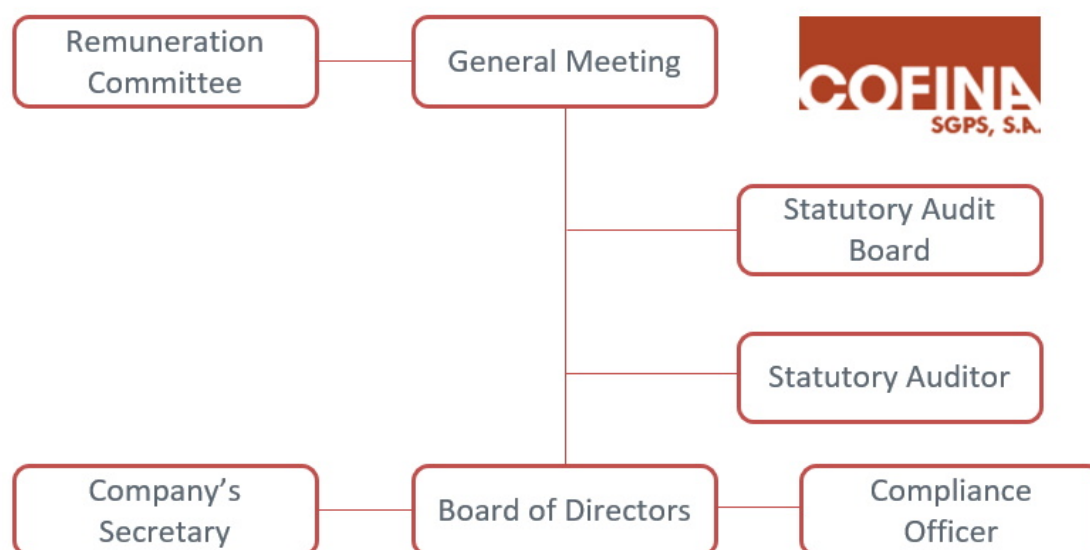 Remuneration
Committee
General Meeting
COFINA
SGPS, S.A.
Statutory Audit
Board
Statutory Auditor
Company’s
Secretary
Board of Directors
Compliance
Officer